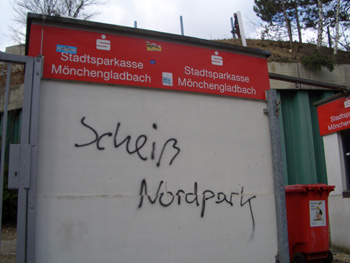 Stadtsparkasse
Mönchengladbach
Stadtsparkasse
Mönchengladbach
Scheiß
Nordpark